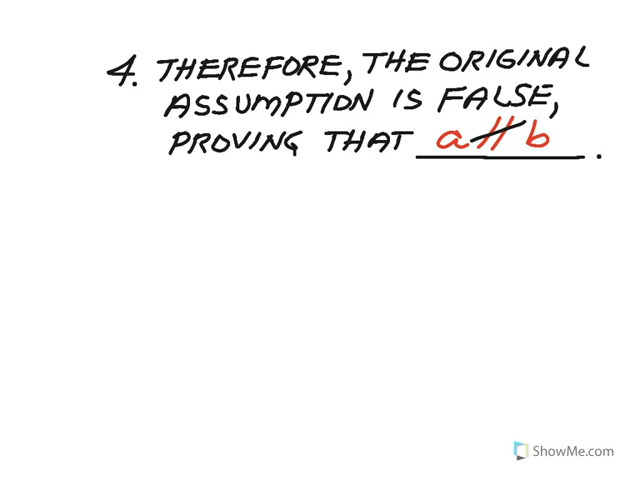 4. THEREFORE, THE ORIGINAL
ASSUMPTION IS FALSE,
PROVING THAT a ∦ b.
ShowMe.com